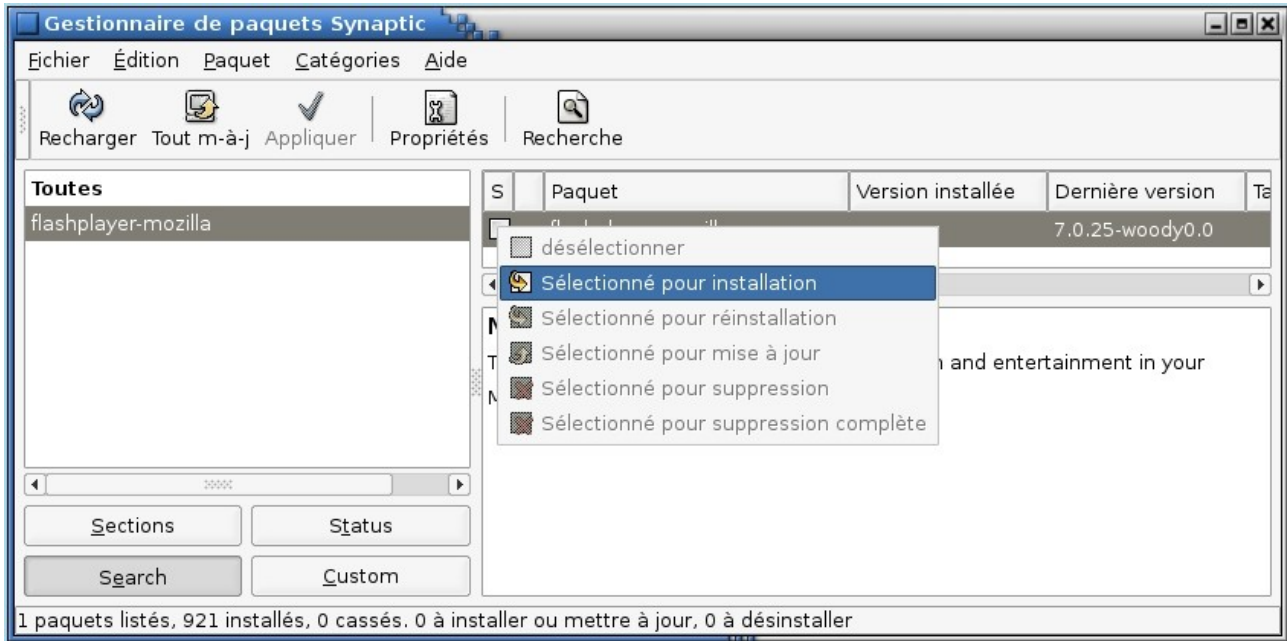 Gestionnaire de paquets Synaptic
Fichier Édition Paquet Catégories Aide
Recharger Tout m-à-j Appliquer Propriétés Recherche
Toutes
flashplayer-mozilla
S Paquet Version installée Dernière version
7.0.25-woody0.0
désélectionner
Sélectionné pour installation
Sélectionné pour réinstallation
Sélectionné pour mise à jour
Sélectionné pour suppression
Sélectionné pour suppression complète
and entertainment in your
Sections Status
Search Custom
1 paquets listés, 921 installés, 0 cassés. 0 à installer ou mettre à jour, 0 à désinstaller